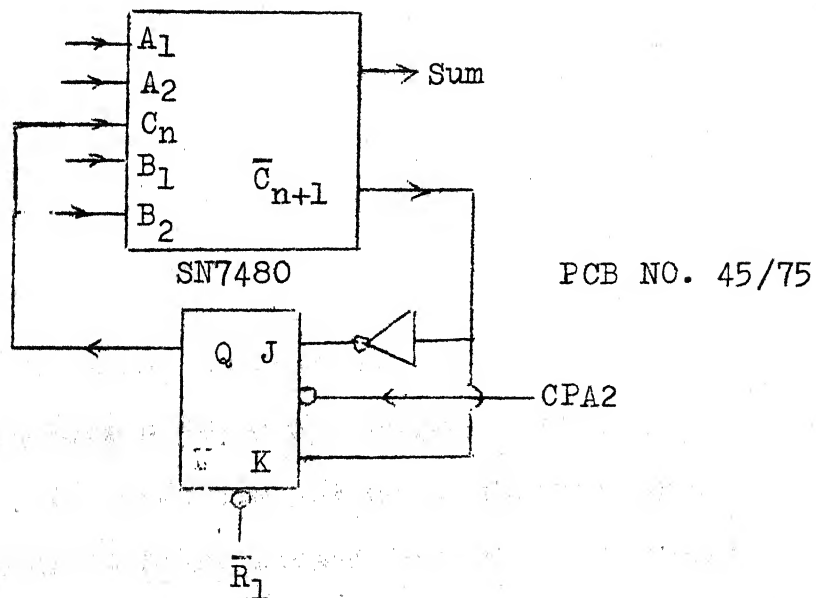 A1
A2
Cn
B1
B2
C̅n+1
Sum
SN7480
PCB NO. 45/75
Q J
CPA2
K
R̅1